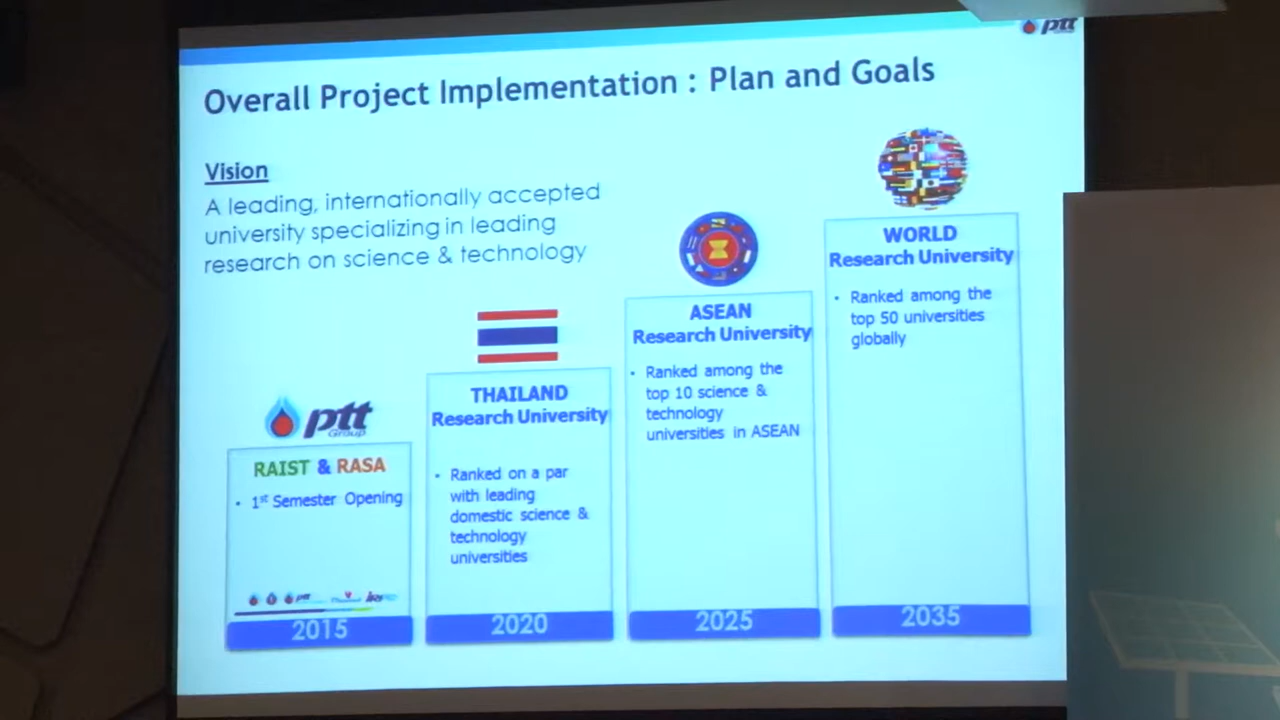 ptt
Overall Project Implementation : Plan and Goals
Vision
A leading, internationally accepted
university specializing in leading
research on science & technology
ptt
Group
RAIST & RASA
• 1st Semester Opening
ptt
2015
THAILAND
Research University
• Ranked on a par
with leading
domestic science &
technology
universities
2020
ASEAN
Research University
• Ranked among the
top 10 science &
technology
universities in ASEAN
2025
WORLD
Research University
• Ranked among the
top 50 universities
globally
2035